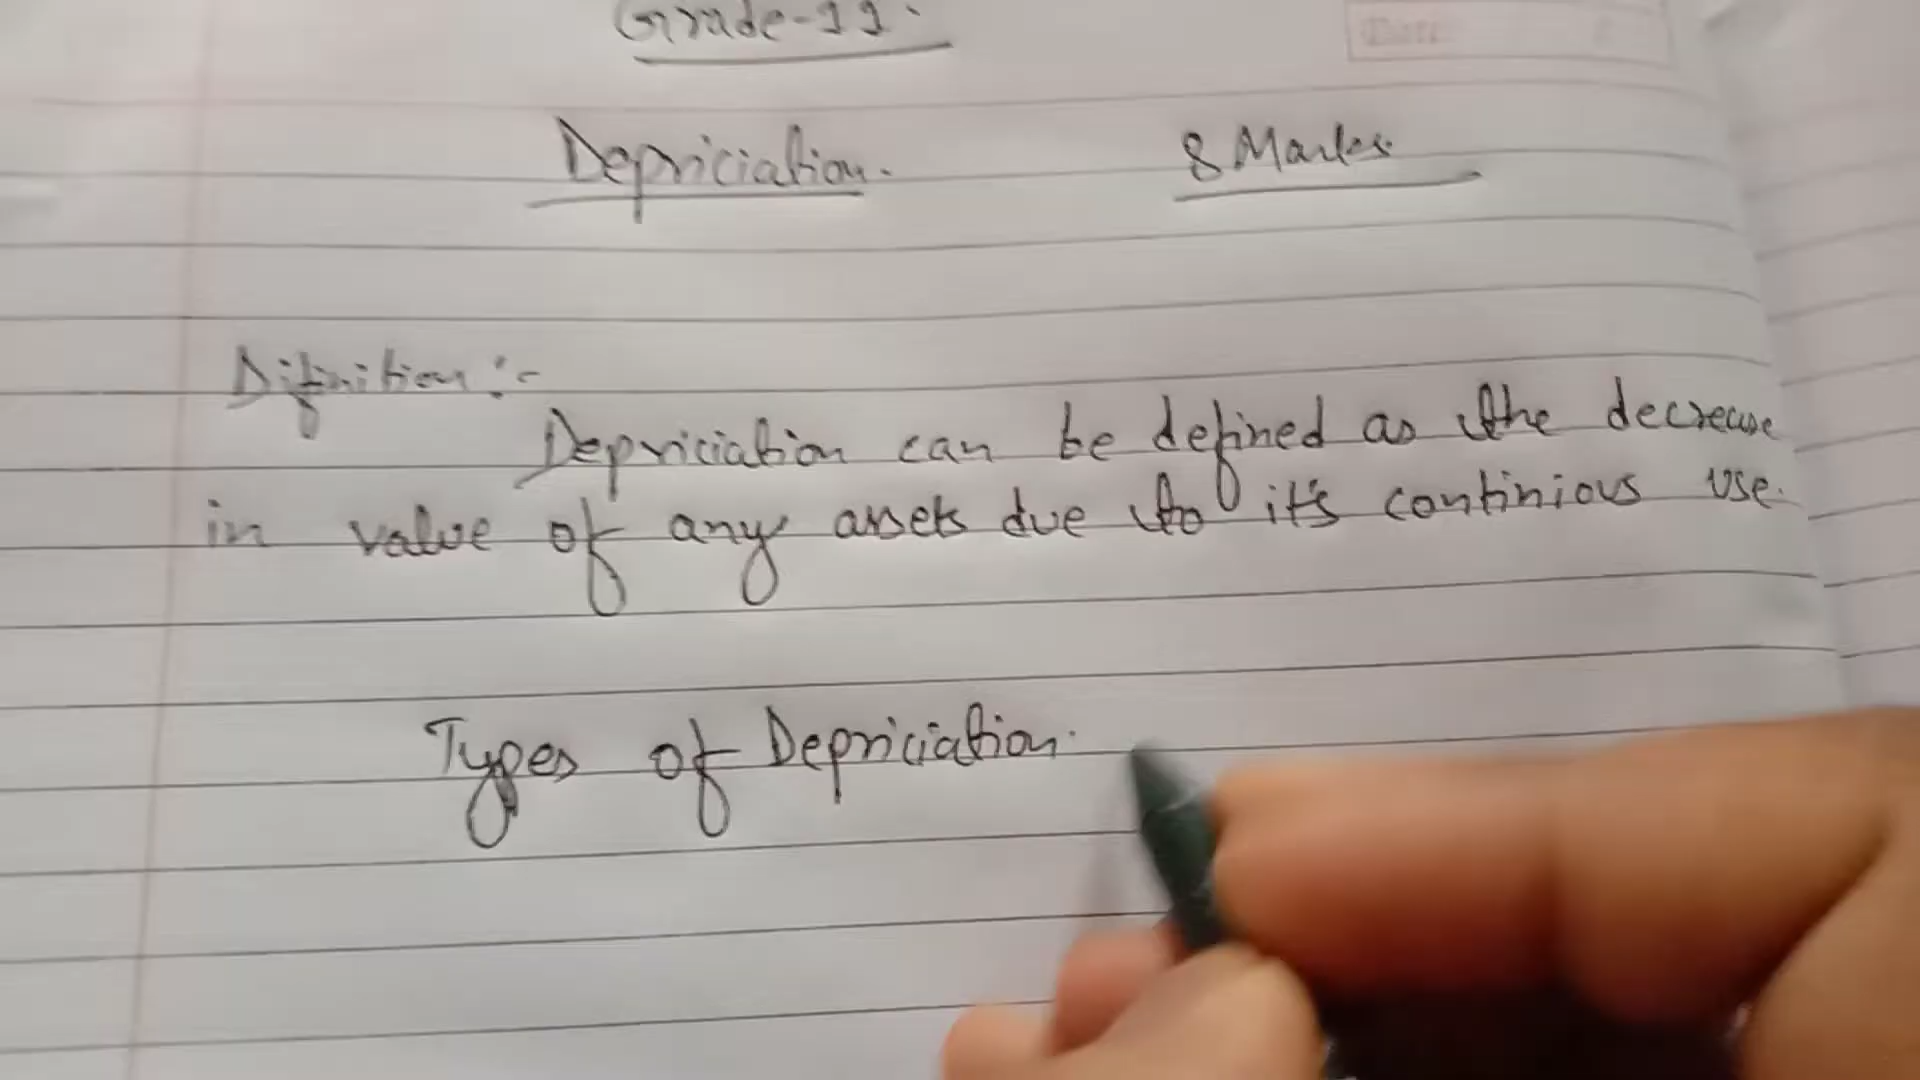 Grade-11.
Depriciation.
8 Marks.
Difinition :-
Depriciation can be defined as the decrease
in value of any assets due to it's continious use.
Types of Depriciation.